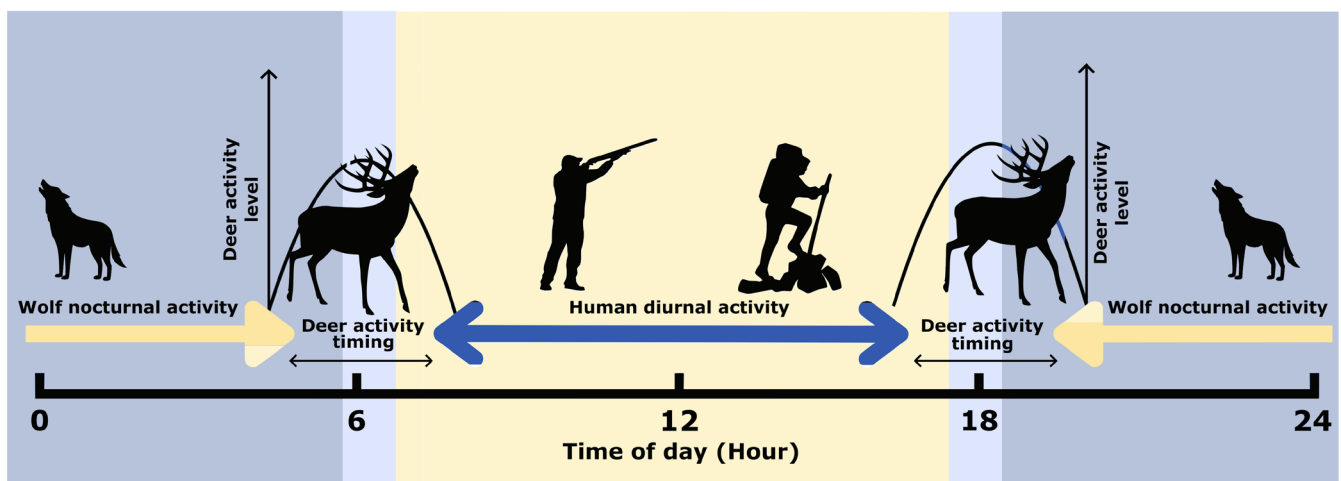 Deer activity
level
Deer activity
level
Wolf nocturnal activity
Human diurnal activity
Wolf nocturnal activity
Deer activity
timing
Deer activity
timing
0
6
12
18
24
Time of day (Hour)